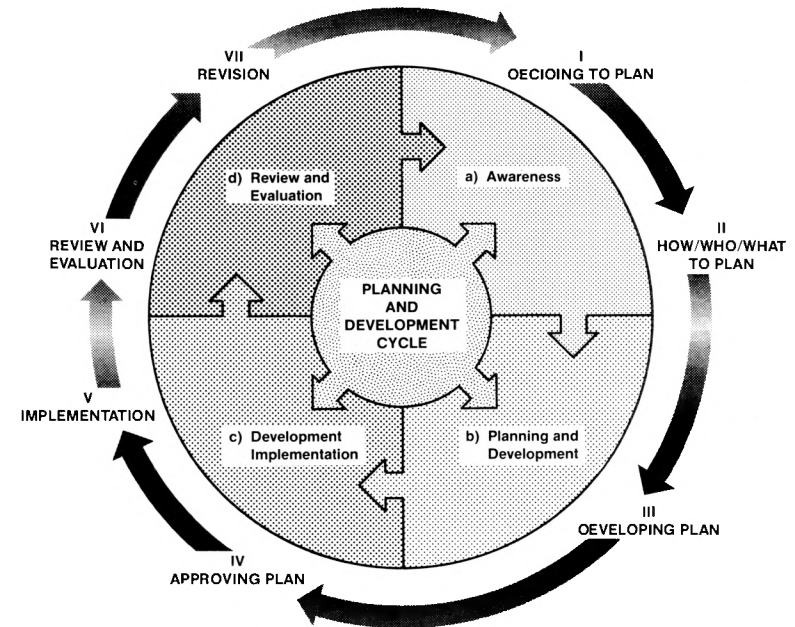 VII
REVISION
I
OECIOING TO PLAN
d) Review and
Evaluation
a) Awareness
VI
REVIEW AND
EVALUATION
II
HOW/WHO/WHAT
TO PLAN
PLANNING
AND
DEVELOPMENT
CYCLE
V
IMPLEMENTATION
c) Development
Implementation
b) Planning and
Development
III
OEVELOPING PLAN
IV
APPROVING PLAN